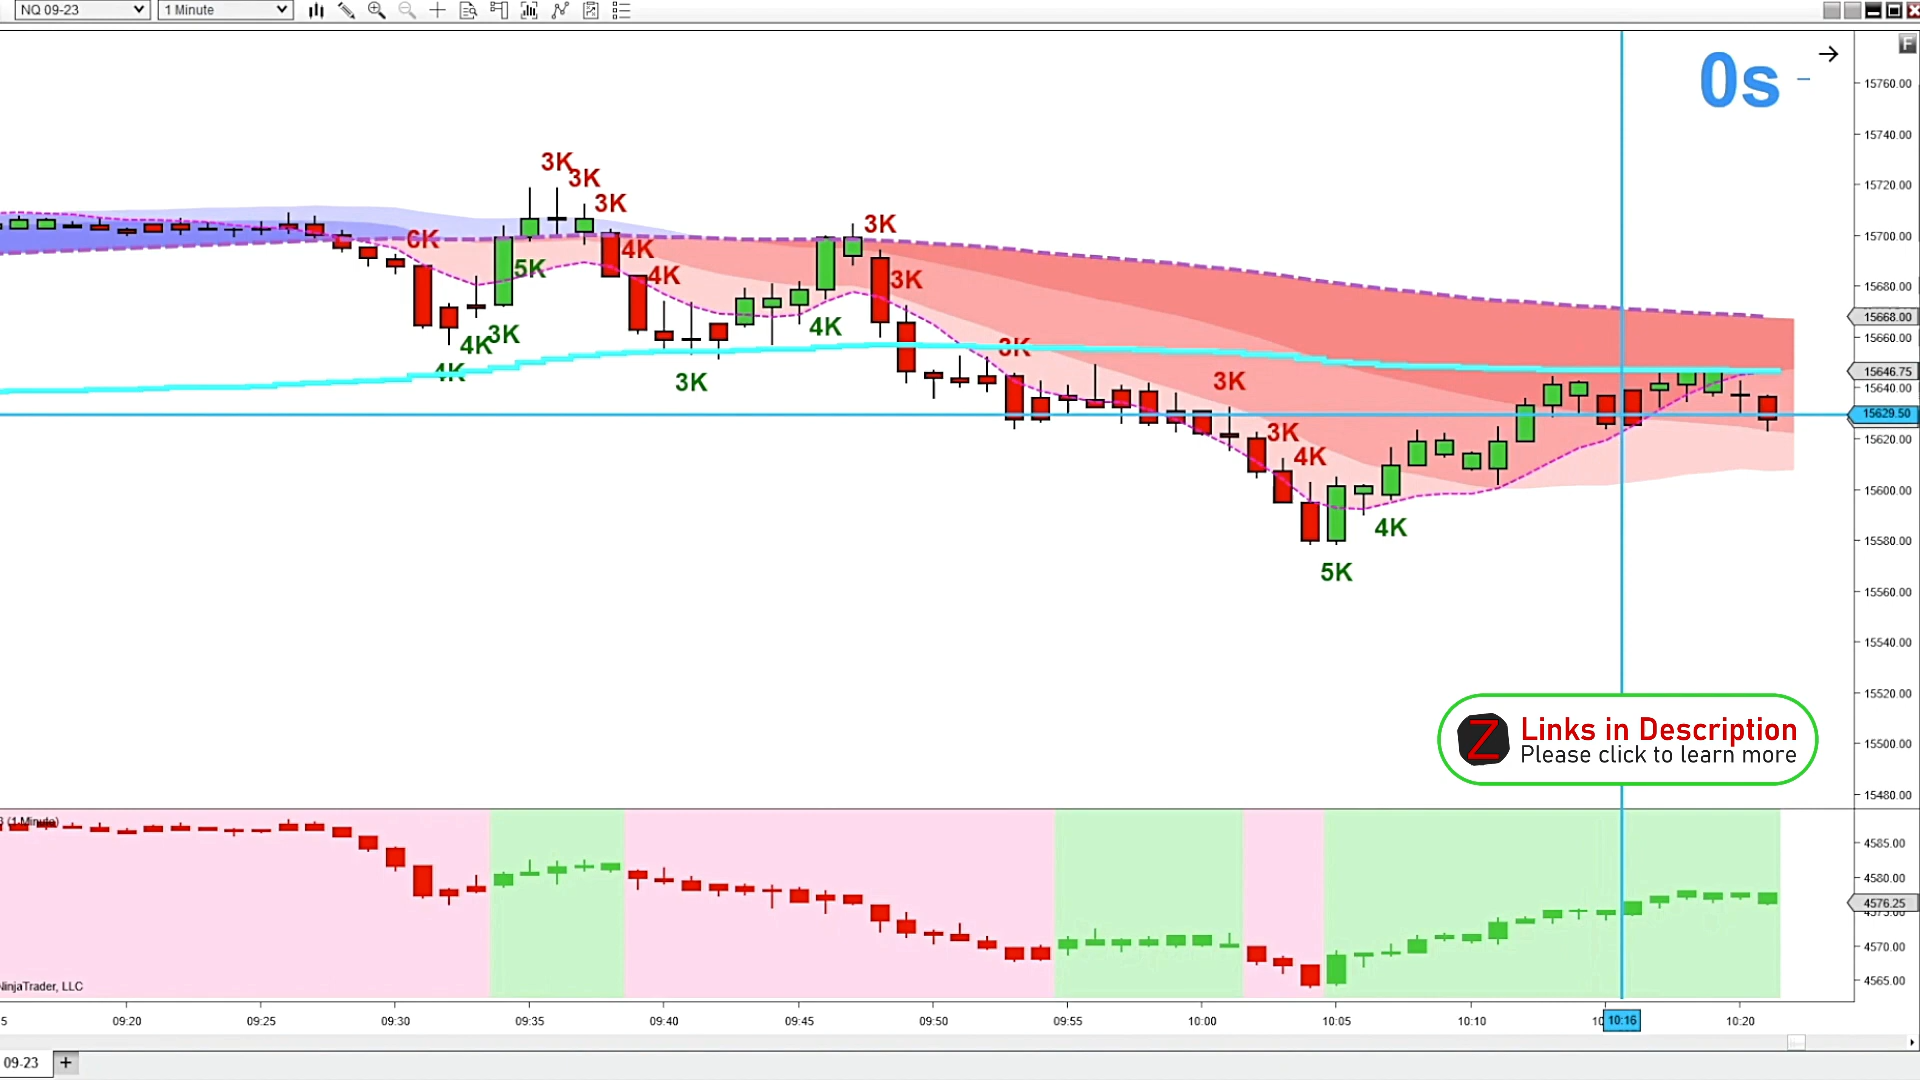 NQ 09-23
1 Minute
F
0s
15760.00
15740.00
15720.00
15700.00
15680.00
15668.00
15660.00
15646.75
15640.00
15629.50
15620.00
15600.00
15580.00
15560.00
15540.00
15520.00
15500.00
15480.00
3K
3K
3K
3K
6K
4K
5K
4K
3K
3K
4K
4K
3K
4K
3K
3K
3K
4K
4K
5K
Z
Links in Description
Please click to learn more
(1 Minute)
4585.00
4580.00
4576.25
4575.00
4570.00
4565.00
NinjaTrader, LLC
09:20
09:25
09:30
09:35
09:40
09:45
09:50
09:55
10:00
10:05
10:10
10:16
10:20
09-23
+